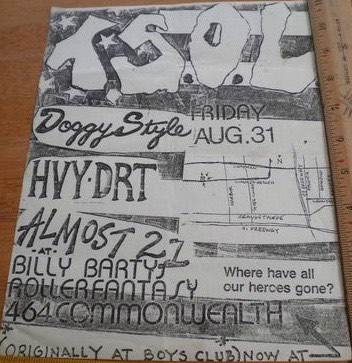 T.S.O.L.
FRIDAY
Doggy Style
AUG.31
HVY·DRT
ALMOST 21
-AT-
BILLY BARTY'S
ROLLERFANTASY
464 COMMONWEALTH
N
Where have all
our heroes gone?
(ORIGINALLY AT BOYS CLUB) NOW AT